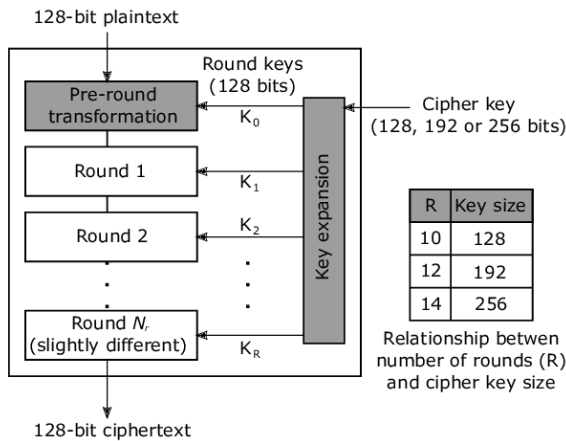 128-bit plaintext
Round keys
(128 bits)
Pre-round
transformation
K0
Cipher key
(128, 192 or 256 bits)
Round 1
K1
Round 2
K2
Key expansion
Round Nr
(slightly different)
KR
128-bit ciphertext
R Key size
10 128
12 192
14 256
Relationship betwen
number of rounds (R)
and cipher key size